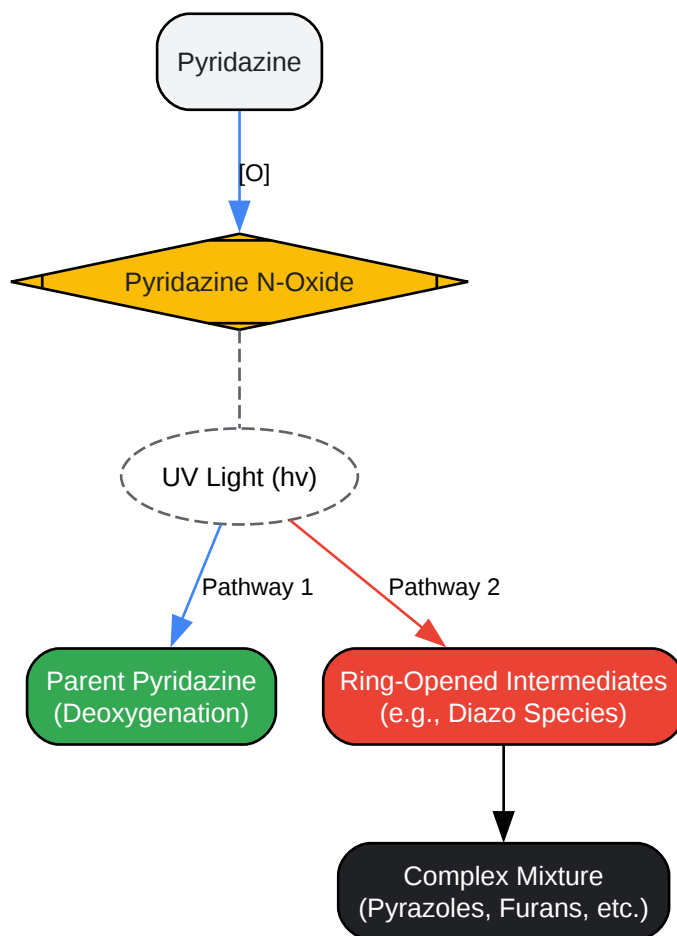 Pyridazine
[O]
Pyridazine N-Oxide
UV Light (hv)
Pathway 1
Pathway 2
Parent Pyridazine
(Deoxygenation)
Ring-Opened Intermediates
(e.g., Diazo Species)
Complex Mixture
(Pyrazoles, Furans, etc.)